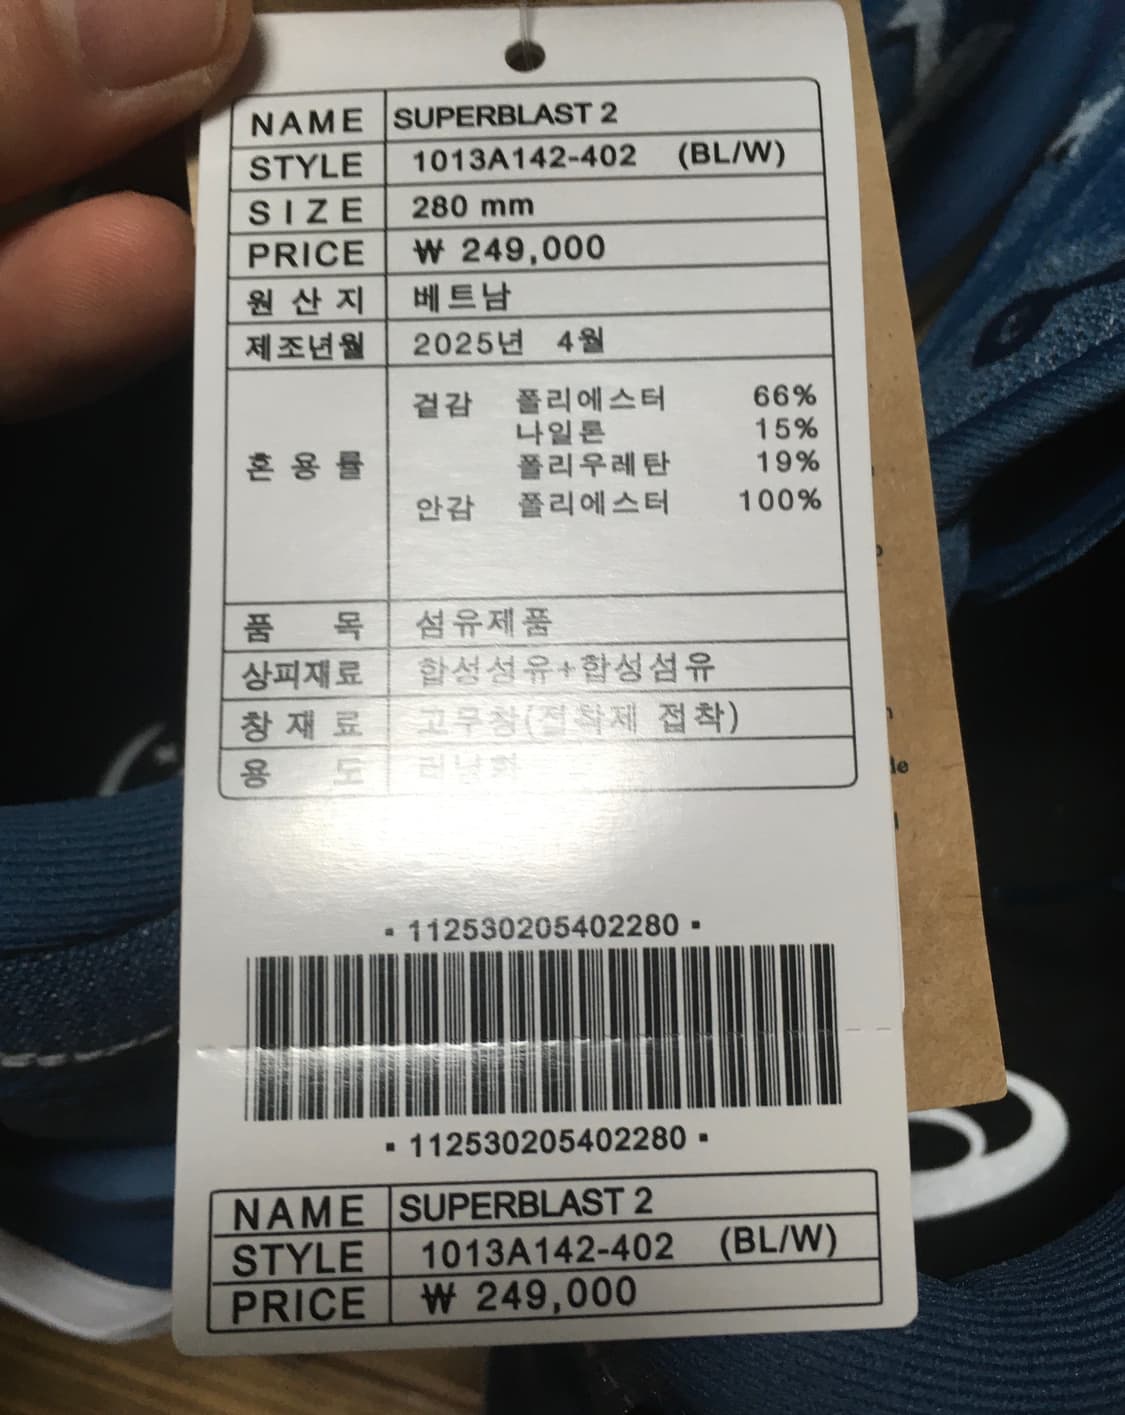 NAME SUPERBLAST 2
STYLE 1013A142-402 (BL/W)
SIZE 280 mm
PRICE ₩ 249,000
원산지 베트남
제조년월 2025년 4월
혼용률 겉감 폴리에스터 66%
나일론 15%
폴리우레탄 19%
안감 폴리에스터 100%
품목 섬유제품
상피재료 합성섬유+합성섬유
창재료 고무창(접착제 접착)
용도 러닝화
112530205402280
112530205402280
NAME SUPERBLAST 2
STYLE 1013A142-402 (BL/W)
PRICE ₩ 249,000